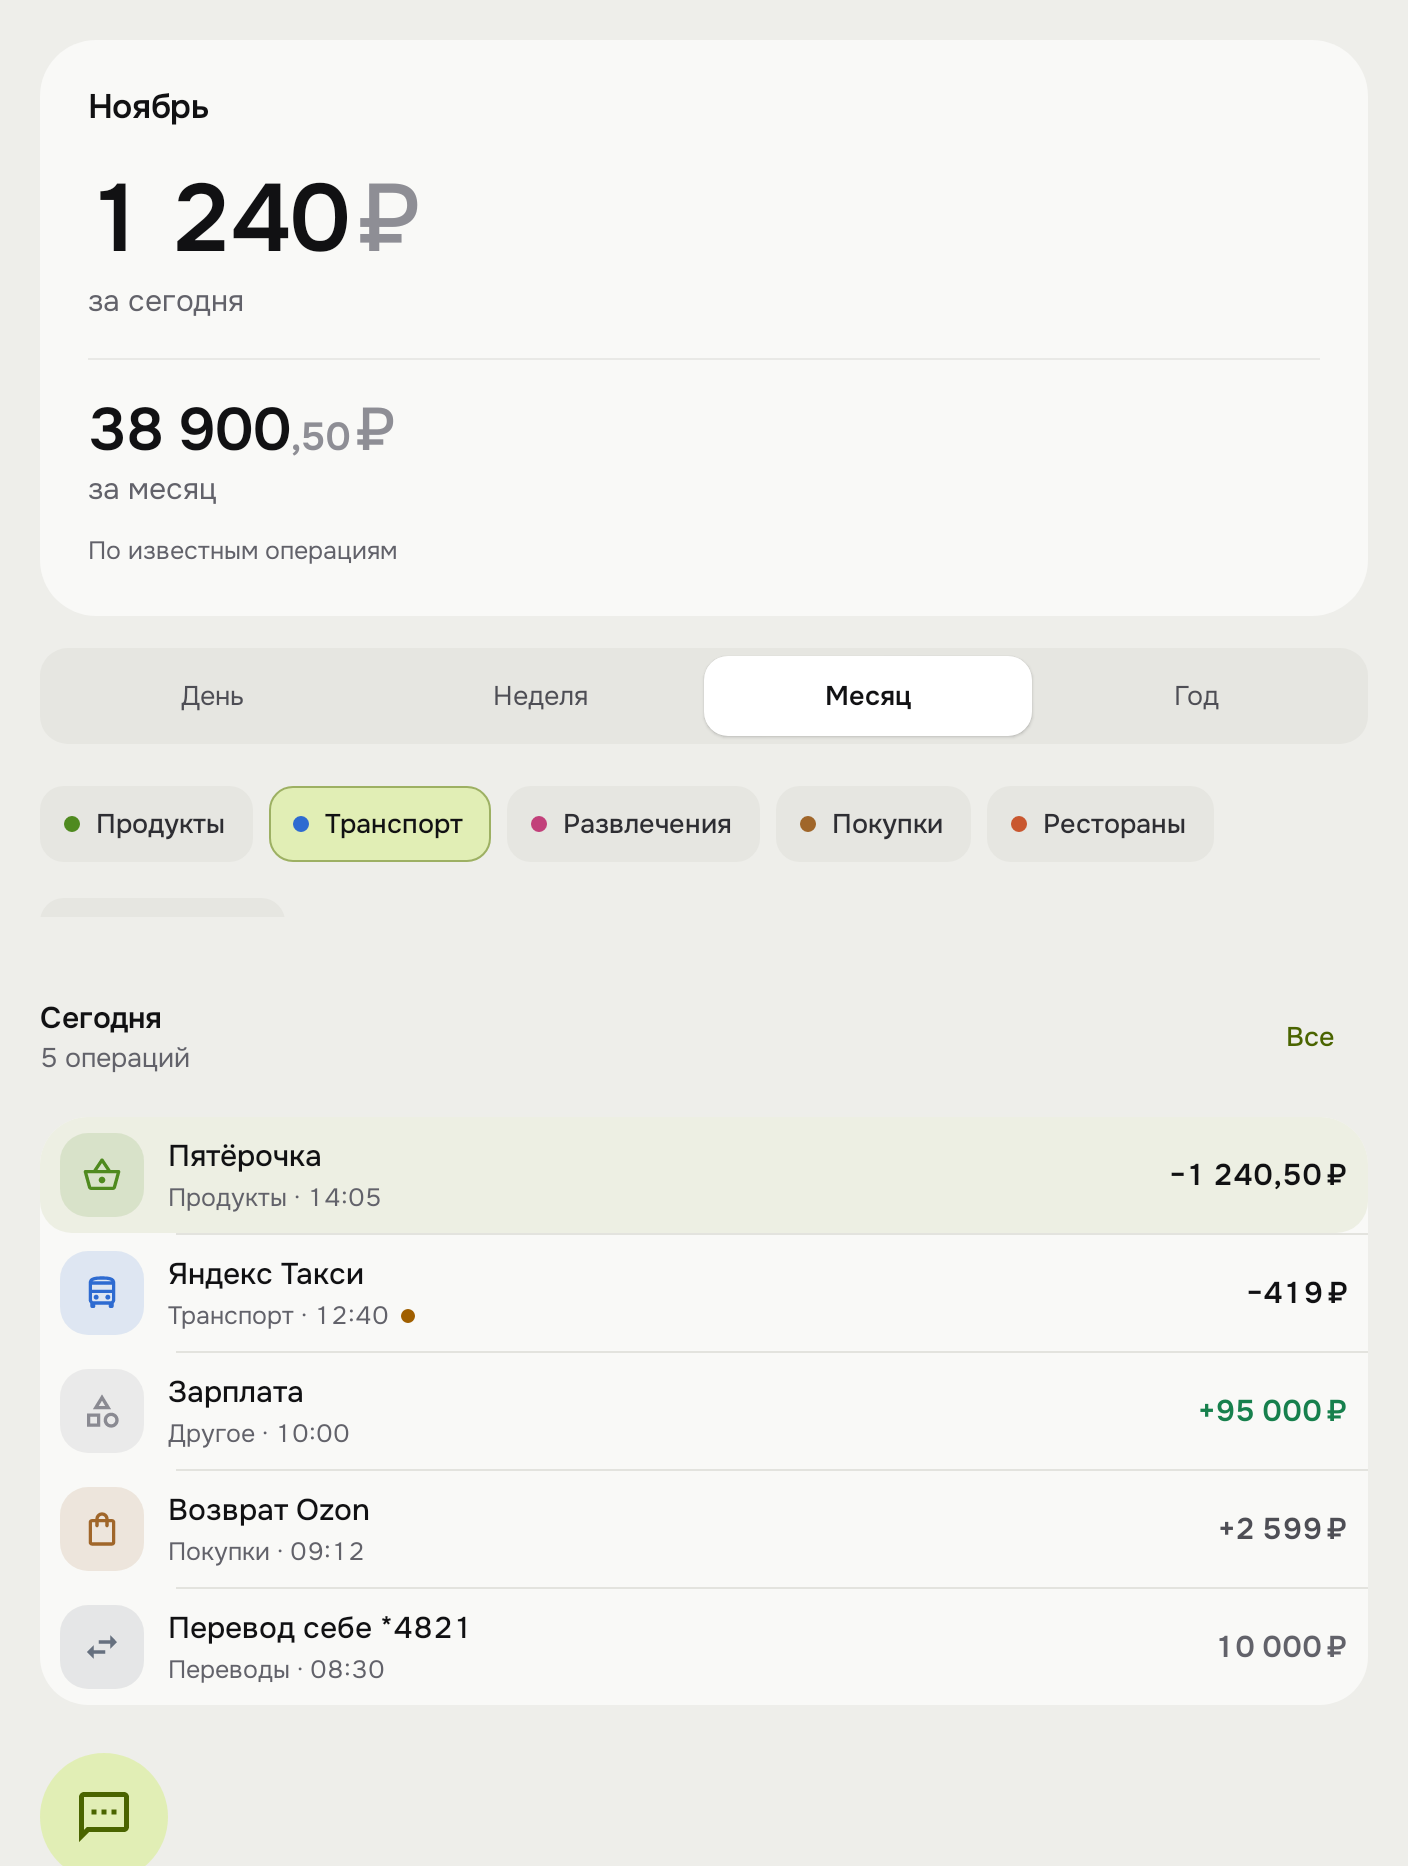 Ноябрь
1 240 ₽
за сегодня
38 900,50 ₽
за месяц
По известным операциям
День Неделя Месяц Год
Продукты Транспорт Развлечения Покупки Рестораны
Сегодня
5 операций
Все
Пятёрочка
Продукты · 14:05
−1 240,50 ₽
Яндекс Такси
Транспорт · 12:40
−419 ₽
Зарплата
Другое · 10:00
+95 000 ₽
Возврат Ozon
Покупки · 09:12
+2 599 ₽
Перевод себе *4821
Переводы · 08:30
10 000 ₽